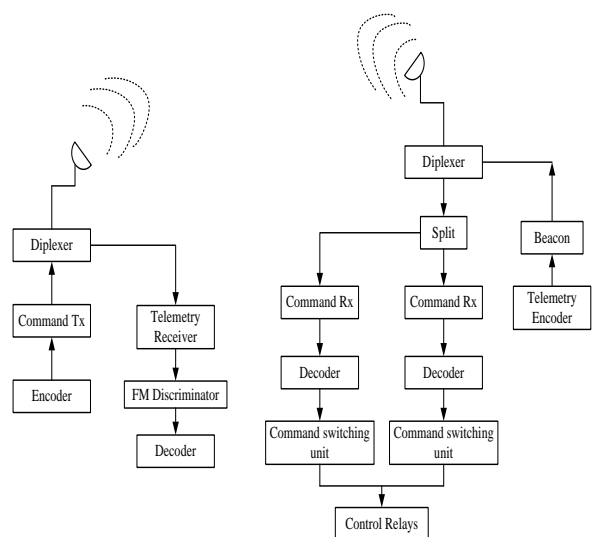 Diplexer
Command Tx
Encoder
Telemetry
Receiver
FM Discriminator
Decoder
Diplexer
Split
Beacon
Telemetry
Encoder
Command Rx
Command Rx
Decoder
Decoder
Command switching
unit
Command switching
unit
Control Relays